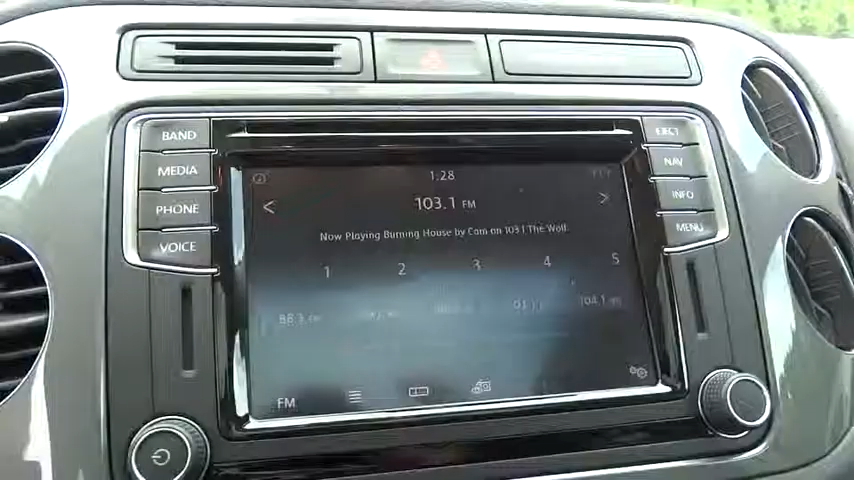 BAND
MEDIA
PHONE
VOICE
EJECT
NAV
INFO
MENU
1:28
103.1 FM
Now Playing Burning House by Cam on 103.1 The Wolf
1 2 3 4 5
88.3 104.1
FM